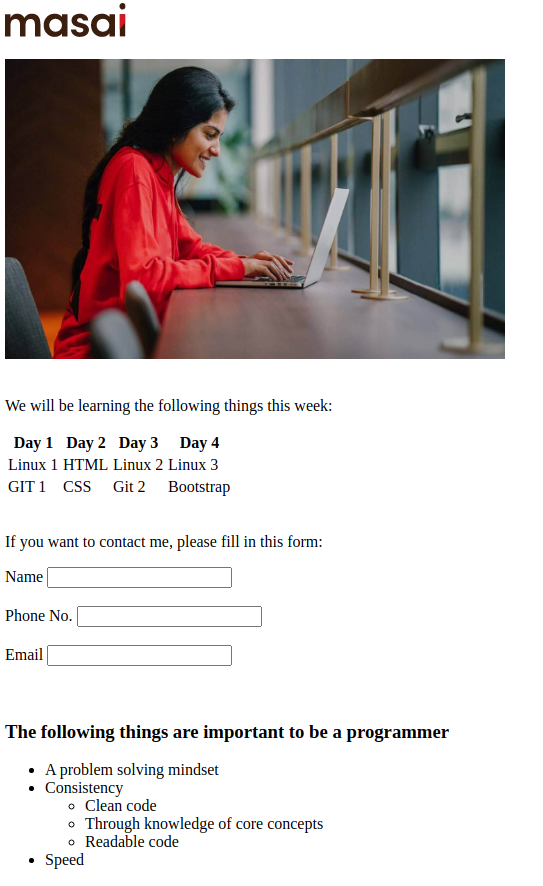 masai
We will be learning the following things this week:
Day 1 Day 2 Day 3 Day 4
Linux 1 HTML Linux 2 Linux 3
GIT 1 CSS Git 2 Bootstrap
If you want to contact me, please fill in this form:
Name
Phone No.
Email
The following things are important to be a programmer
A problem solving mindset
Consistency
Clean code
Through knowledge of core concepts
Readable code
Speed